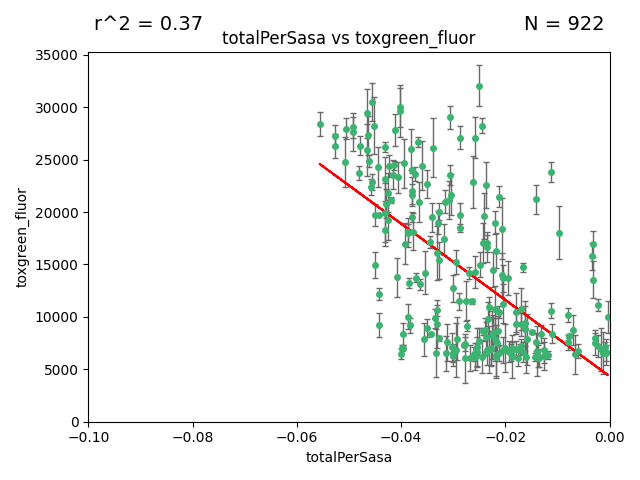 r^2 = 0.37
N = 922
totalPerSasa vs toxgreen_fluor
35000
30000
25000
20000
15000
10000
5000
0
toxgreen_fluor
−0.10
−0.08
−0.06
−0.04
−0.02
0.00
totalPerSasa